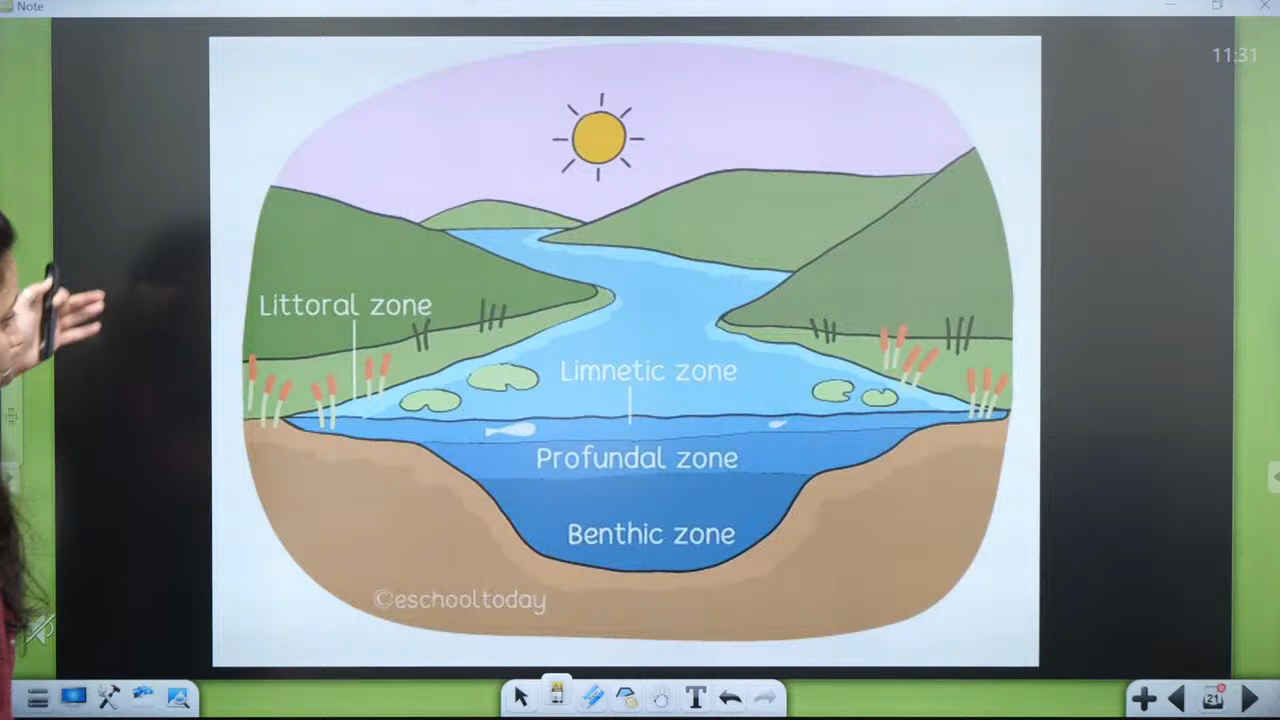 Note
11:31
Littoral zone
Limnetic zone
Profundal zone
Benthic zone
©eschooltoday
T
21